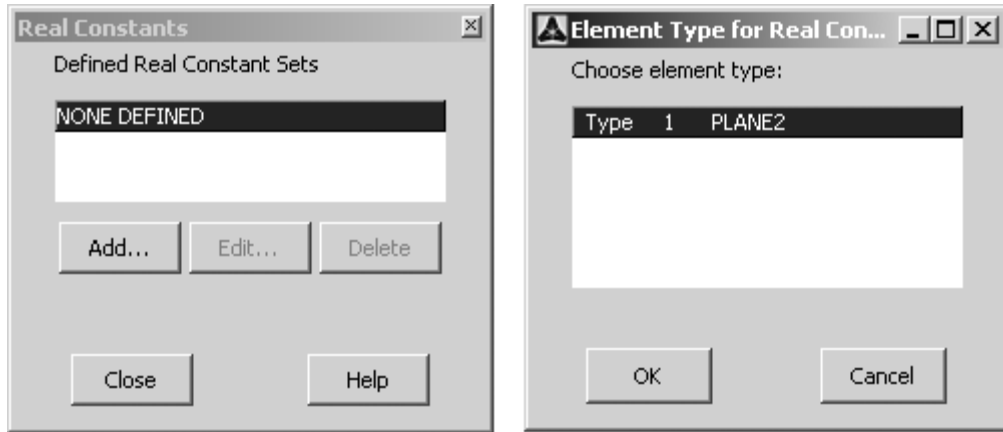 Real Constants
Defined Real Constant Sets
NONE DEFINED
Add...
Edit...
Delete
Close
Help
Element Type for Real Con...
Choose element type:
Type 1 PLANE2
OK
Cancel